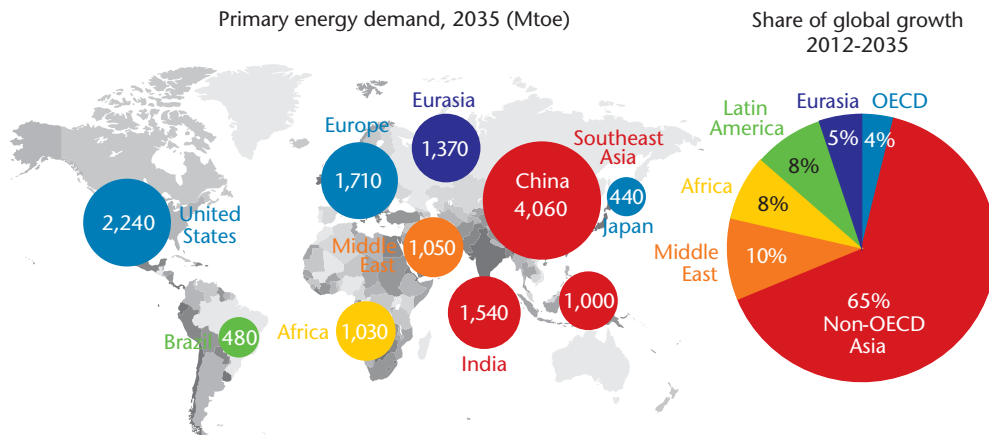 Primary energy demand, 2035 (Mtoe)
Share of global growth
2012-2035
Eurasia
1,370
Europe
1,710
Southeast
Asia
China
4,060
440
Japan
2,240
United
States
Middle
East
1,050
1,540
India
1,000
Africa
1,030
Brazil
480
Latin
America
Eurasia
OECD
5%
4%
8%
Africa
8%
Middle
East
10%
65%
Non-OECD
Asia